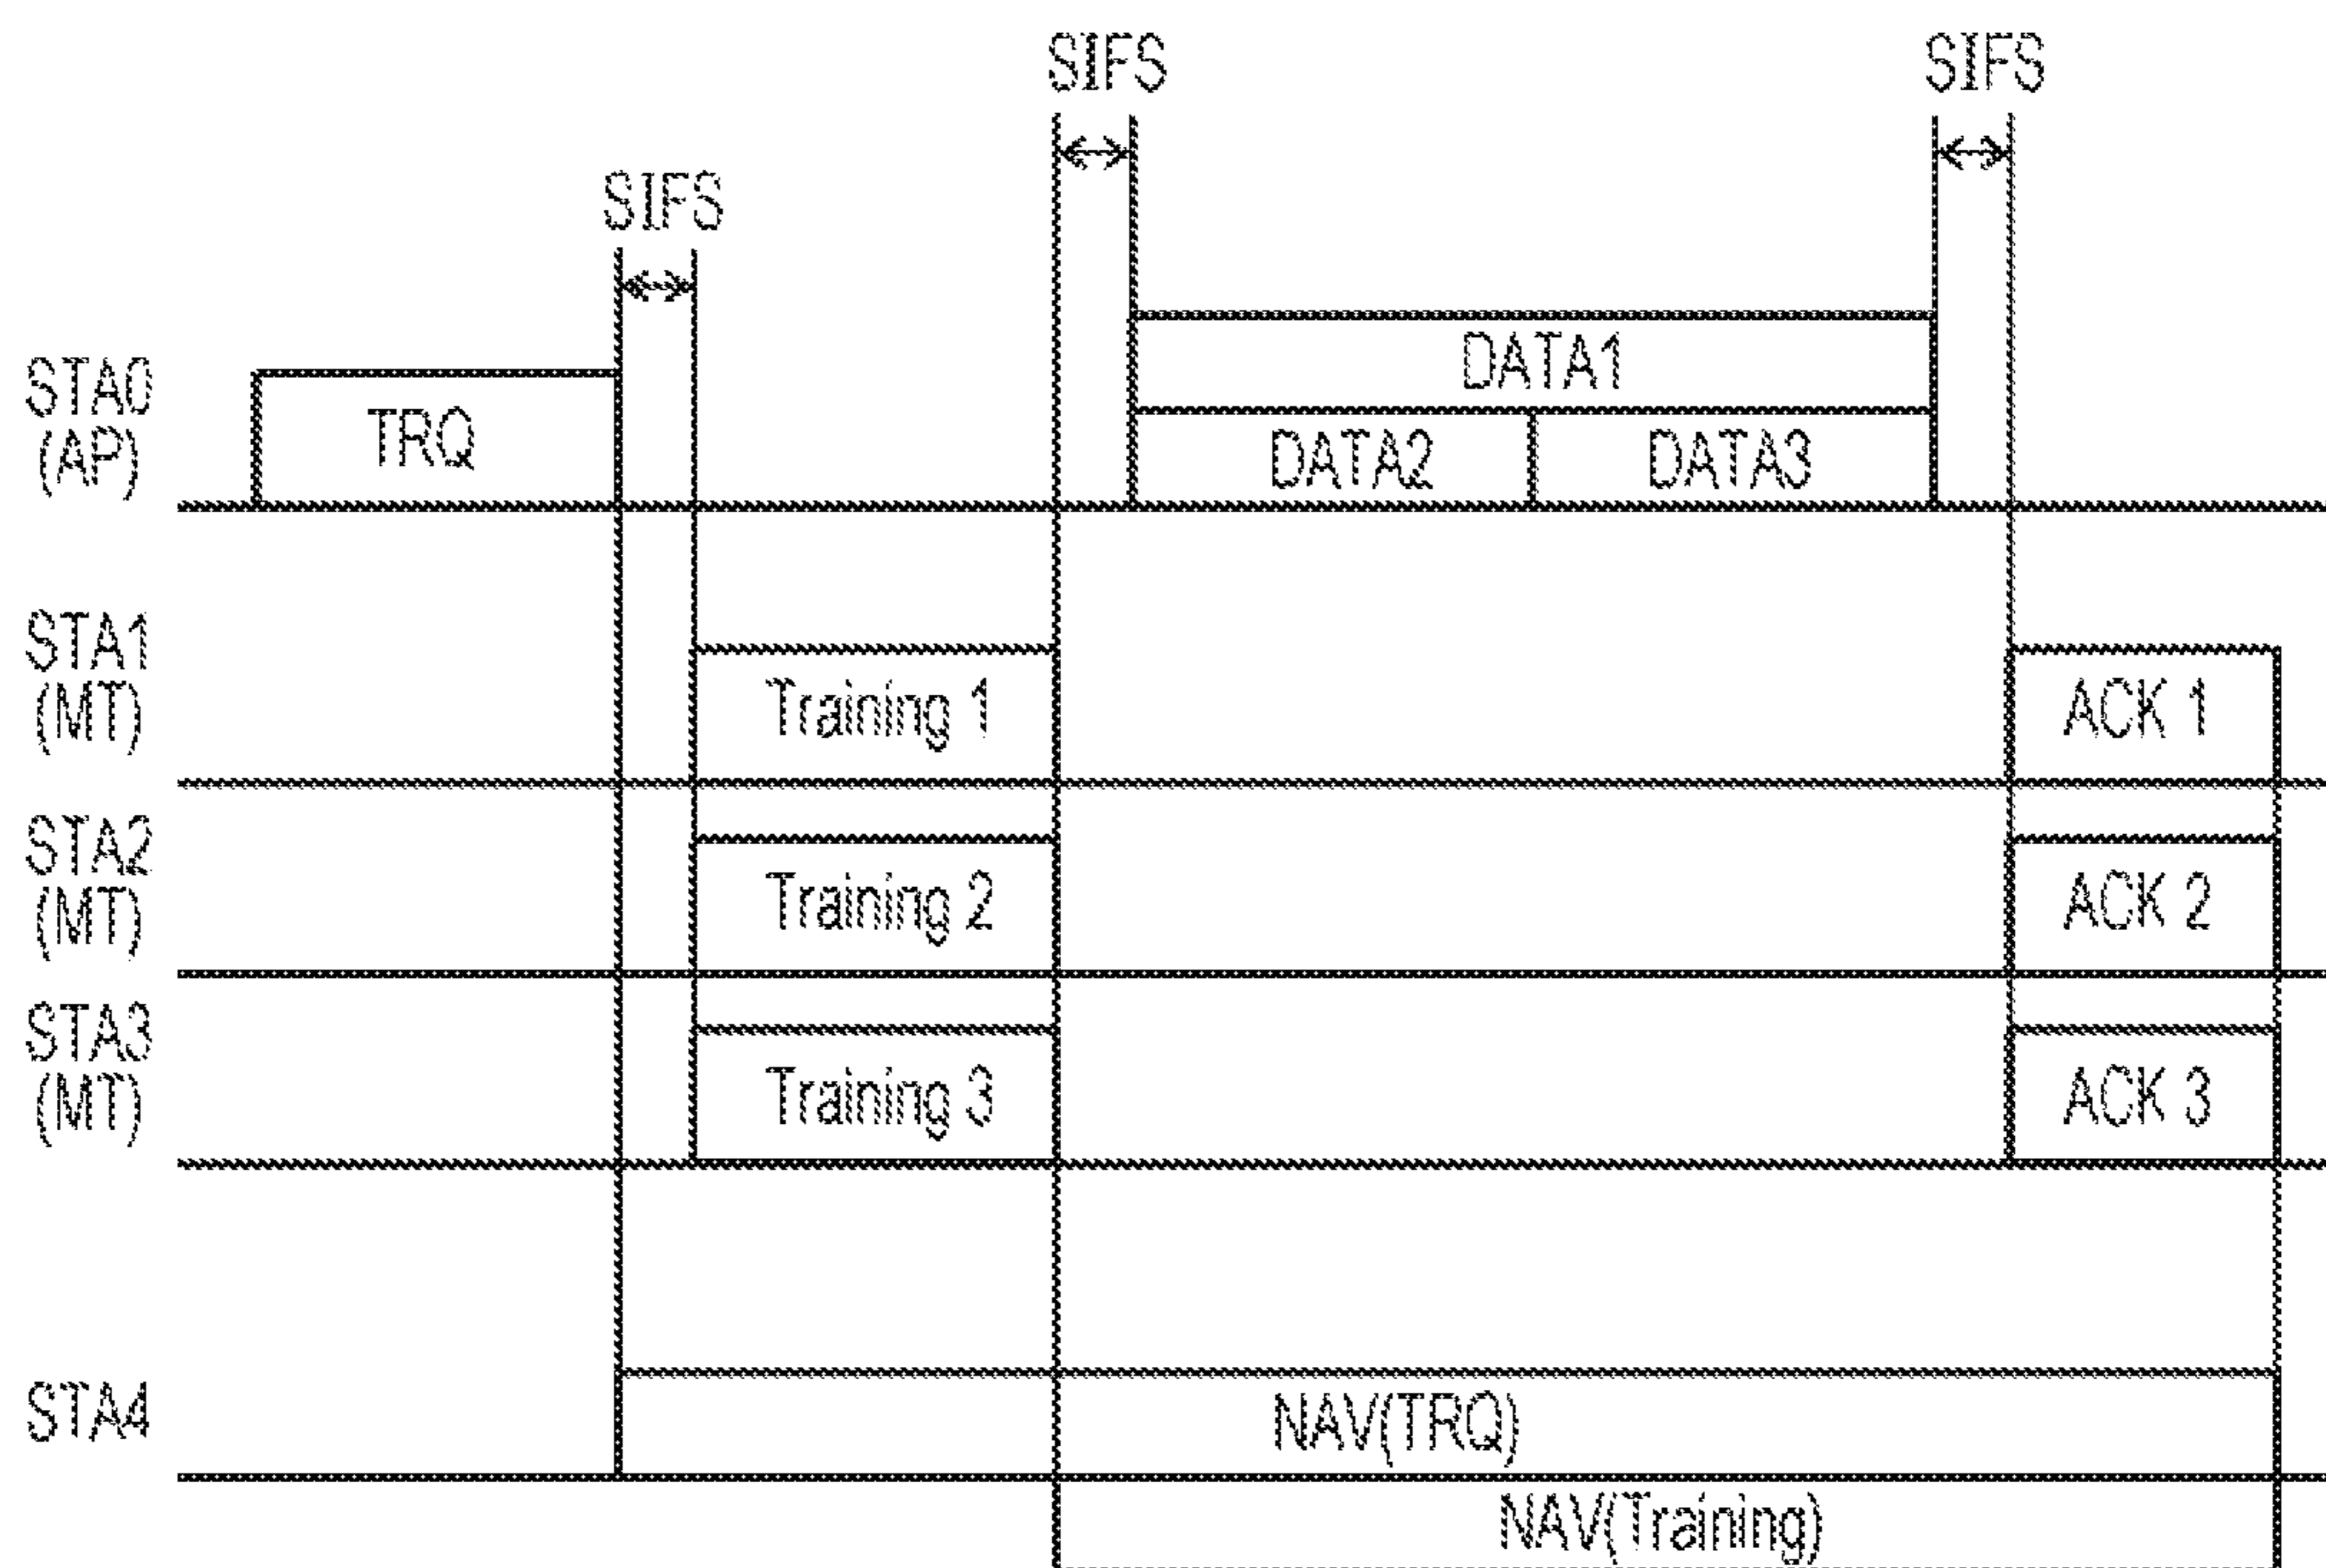 SIFS
SIFS
SIFS
STA0
(AP)
TRQ
DATA1
DATA2
DATA3
STA1
(MT)
Training 1
ACK 1
STA2
(MT)
Training 2
ACK 2
STA3
(MT)
Training 3
ACK 3
STA4
NAV(TRQ)
NAV(Training)